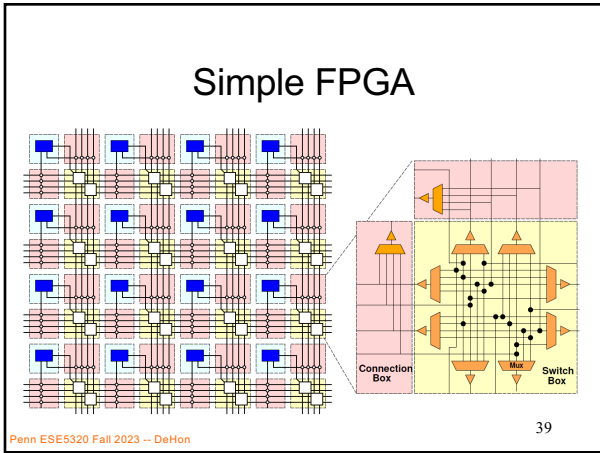 Simple FPGA
Connection
Box
Mux
Switch
Box
39
Penn ESE5320 Fall 2023 -- DeHon